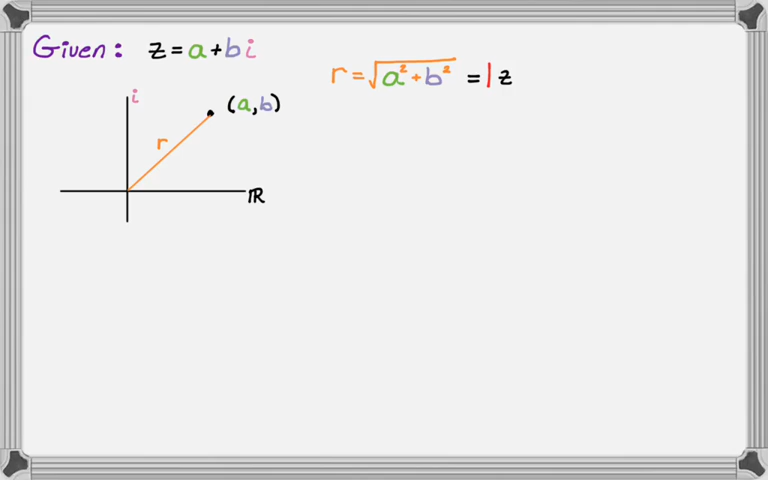 Given: z = a + bi
r = √(a² + b²) = |z
i
(a,b)
r
ℝ